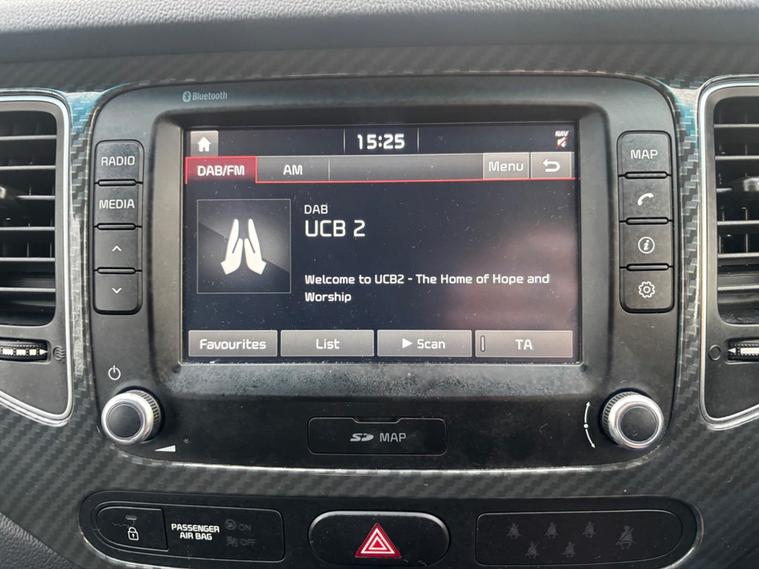 Bluetooth
15:25
NAV
RADIO
DAB/FM
AM
Menu
MAP
MEDIA
DAB
UCB 2
Welcome to UCB2 - The Home of Hope and
Worship
Favourites
List
Scan
TA
SD MAP
PASSENGER
AIR BAG
ON
OFF